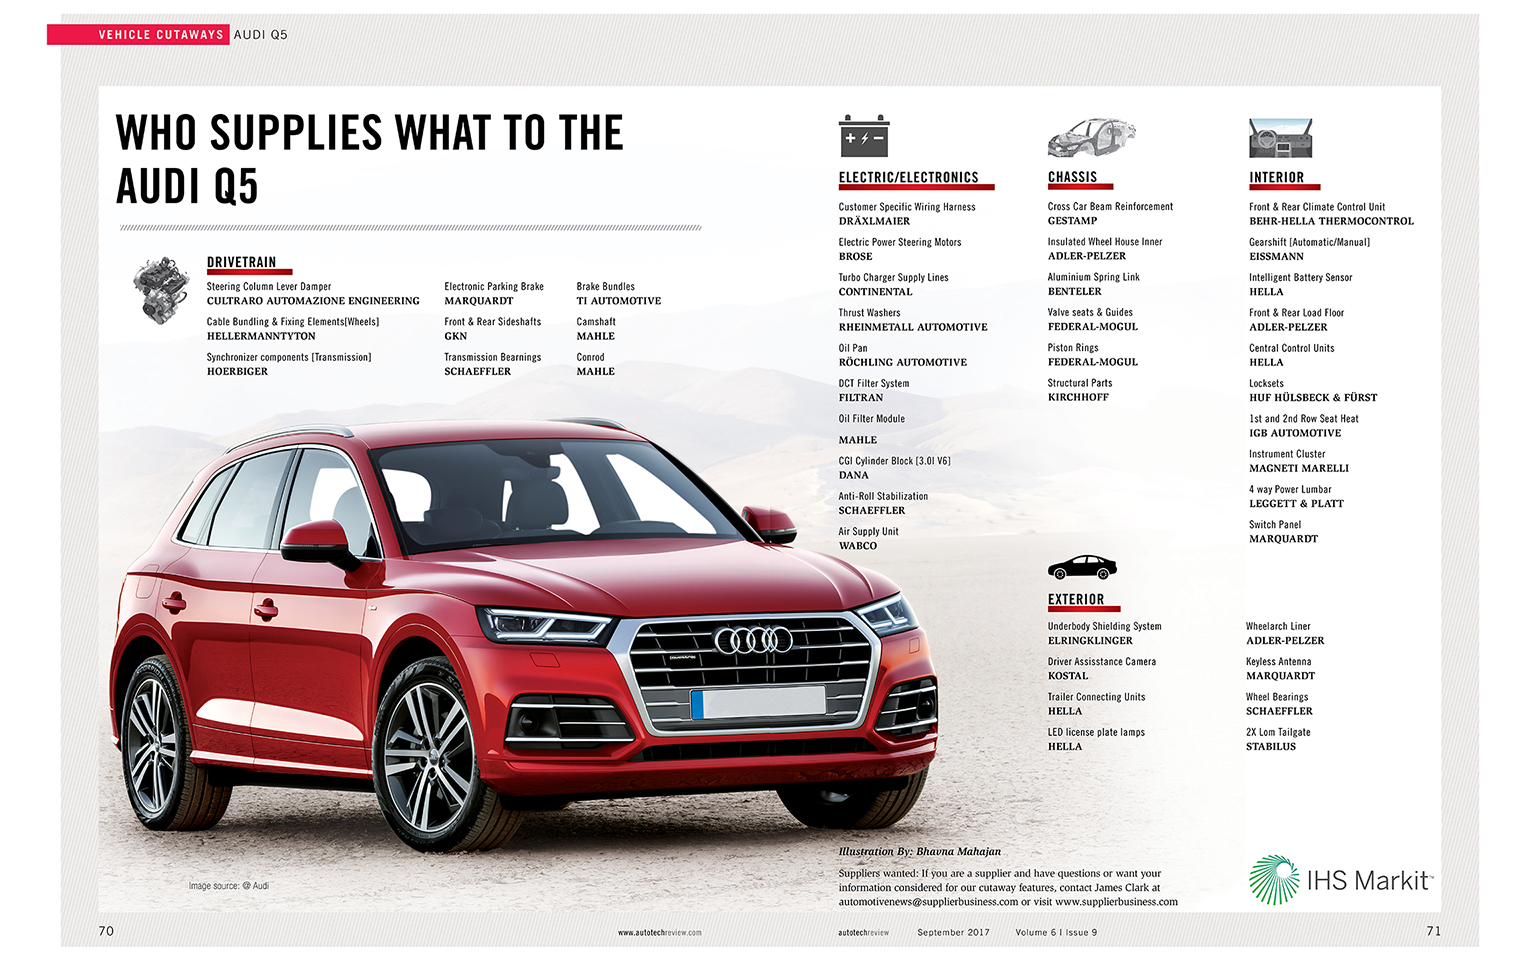 VEHICLE CUTAWAYS AUDI Q5
WHO SUPPLIES WHAT TO THE
AUDI Q5
DRIVETRAIN
Steering Column Lever Damper
CULTRARO AUTOMAZIONE ENGINEERING
Cable Bundling & Fixing Elements[Wheels]
HELLERMANNTYTON
Synchronizer components [Transmission]
HOERBIGER
Electronic Parking Brake
MARQUARDT
Front & Rear Sideshafts
GKN
Transmission Bearnings
SCHAEFFLER
Brake Bundles
TI AUTOMOTIVE
Camshaft
MAHLE
Conrod
MAHLE
ELECTRIC/ELECTRONICS
Customer Specific Wiring Harness
DRÄXLMAIER
Electric Power Steering Motors
BROSE
Turbo Charger Supply Lines
CONTINENTAL
Thrust Washers
RHEINMETALL AUTOMOTIVE
Oil Pan
RÖCHLING AUTOMOTIVE
DCT Filter System
FILTRAN
Oil Filter Module
MAHLE
CGI Cylinder Block [3.0l V6]
DANA
Anti-Roll Stabilization
SCHAEFFLER
Air Supply Unit
WABCO
CHASSIS
Cross Car Beam Reinforcement
GESTAMP
Insulated Wheel House Inner
ADLER-PELZER
Aluminium Spring Link
BENTELER
Valve seats & Guides
FEDERAL-MOGUL
Piston Rings
FEDERAL-MOGUL
Structural Parts
KIRCHHOFF
INTERIOR
Front & Rear Climate Control Unit
BEHR-HELLA THERMOCONTROL
Gearshift [Automatic/Manual]
EISSMANN
Intelligent Battery Sensor
HELLA
Front & Rear Load Floor
ADLER-PELZER
Central Control Units
HELLA
Locksets
HUF HÜLSBECK & FÜRST
1st and 2nd Row Seat Heat
IGB AUTOMOTIVE
Instrument Cluster
MAGNETI MARELLI
4 way Power Lumbar
LEGGETT & PLATT
Switch Panel
MARQUARDT
EXTERIOR
Underbody Shielding System
ELRINGKLINGER
Driver Assisstance Camera
KOSTAL
Trailer Connecting Units
HELLA
LED license plate lamps
HELLA
Wheelarch Liner
ADLER-PELZER
Keyless Antenna
MARQUARDT
Wheel Bearings
SCHAEFFLER
2X Lom Tailgate
STABILUS
Illustration By: Bhavna Mahajan
Suppliers wanted: If you are a supplier and have questions or want your
information considered for our cutaway features, contact James Clark at
automotivenews@supplierbusiness.com or visit www.supplierbusiness.com
IHS Markit™
Image source: @ Audi
70
www.autotechreview.com
autotechreview September 2017 Volume 6 I Issue 9
71